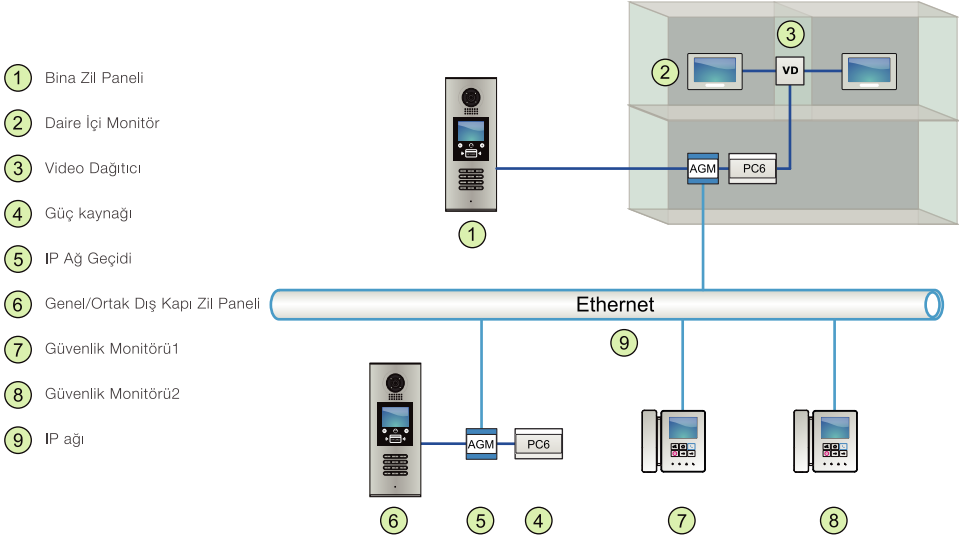 1 Bina Zil Paneli
2 Daire İçi Monitör
3 Video Dağıtıcı
4 Güç kaynağı
5 IP Ağ Geçidi
6 Genel/Ortak Dış Kapı Zil Paneli
7 Güvenlik Monitörü1
8 Güvenlik Monitörü2
9 IP ağı
3
2
VD
AGM PC6
1
Ethernet
9
AGM PC6
6 5 4 7 8